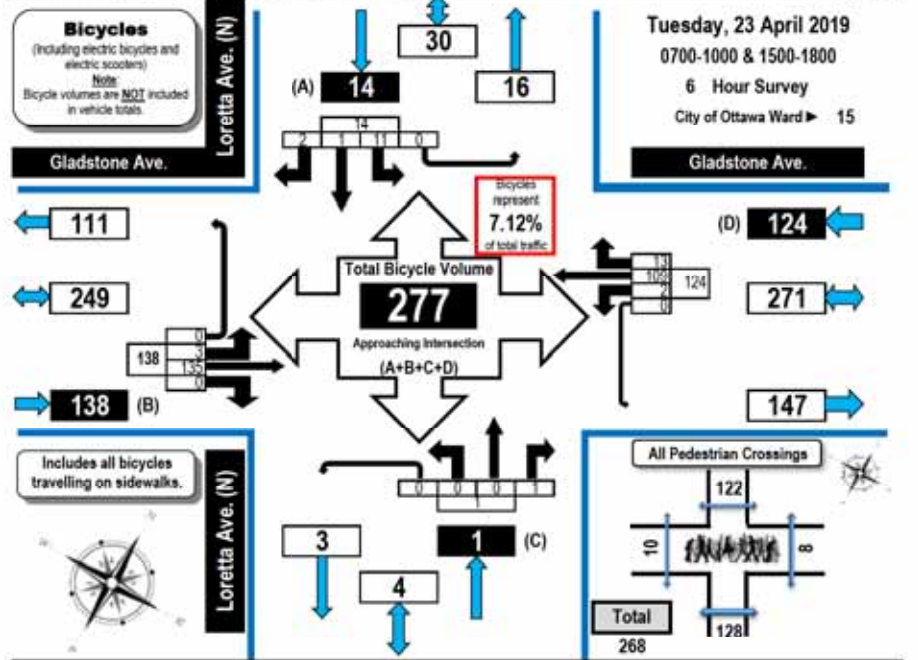 Bicycles
(Including electric bicycles and
electric scooters)
Note:
Bicycle volumes are NOT included
in vehicle totals.
Loretta Ave. (N)
Gladstone Ave.
30
(A) 14
16
14
2 1 11 0
Tuesday, 23 April 2019
0700-1000 & 1500-1800
6 Hour Survey
City of Ottawa Ward ► 15
Gladstone Ave.
Bicycles
represent
7.12%
of total traffic
111
249
138
0
3
135
0
138 (B)
Total Bicycle Volume
277
Approaching Intersection
(A+B+C+D)
(D) 124
13
109
2
0
124
271
147
Includes all bicycles
travelling on sidewalks.
Loretta Ave. (N)
0 0 0 1
1
3
1 (C)
4
All Pedestrian Crossings
122
10
8
128
Total
268